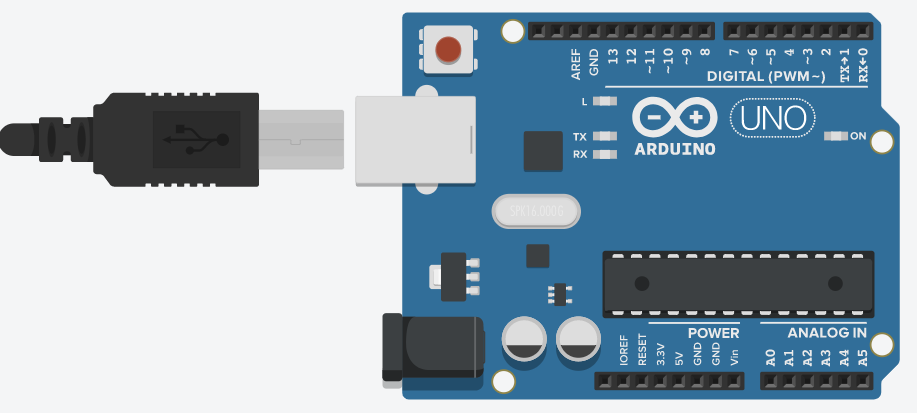 AREF
GND
13
12
~11
~10
~9
8
7
~6
~5
4
~3
2
TX→1
RX←0
DIGITAL (PWM~)
L
TX
RX
ARDUINO
UNO
ON
SPK16.000G
POWER
ANALOG IN
IOREF
RESET
3.3V
5V
GND
GND
Vin
A0
A1
A2
A3
A4
A5